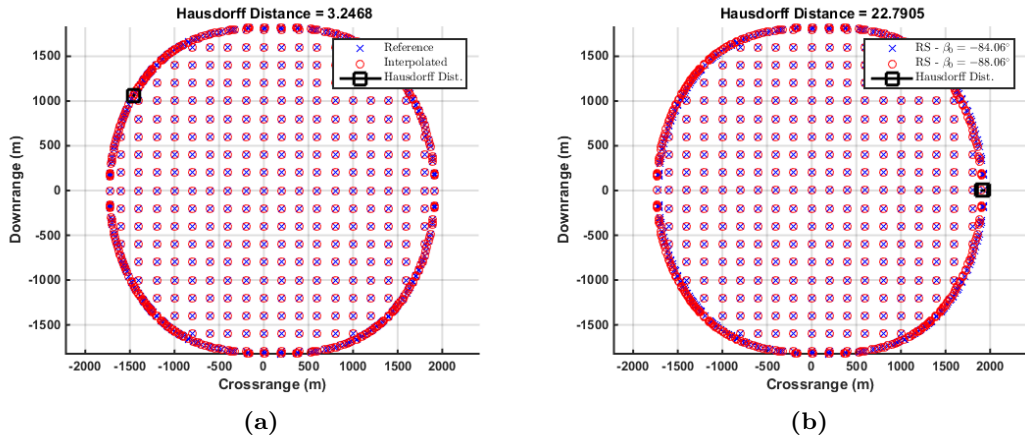 Hausdorff Distance = 3.2468
Reference
Interpolated
Hausdorff Dist.
Downrange (m)
1500
1000
500
0
-500
-1000
-1500
-2000 -1500 -1000 -500 0 500 1000 1500 2000
Crossrange (m)
(a)
Hausdorff Distance = 22.7905
RS - β₀ = −84.06°
RS - β₀ = −88.06°
Hausdorff Dist.
Downrange (m)
1500
1000
500
0
-500
-1000
-1500
-2000 -1500 -1000 -500 0 500 1000 1500 2000
Crossrange (m)
(b)